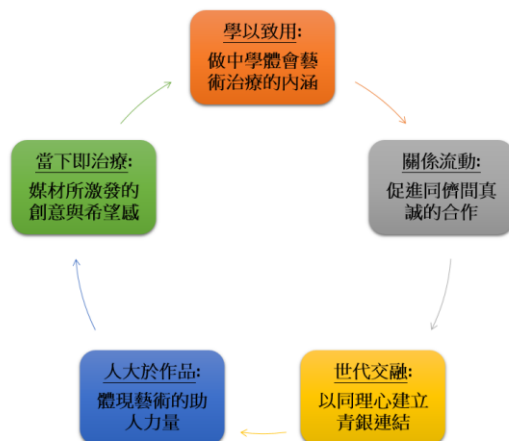 學以致用:
做中學體會藝
術治療的內涵
關係流動:
促進同儕間真
誠的合作
世代交融:
以同理心建立
青銀連結
人大於作品:
體現藝術的助
人力量
當下即治療:
媒材所激發的
創意與希望感